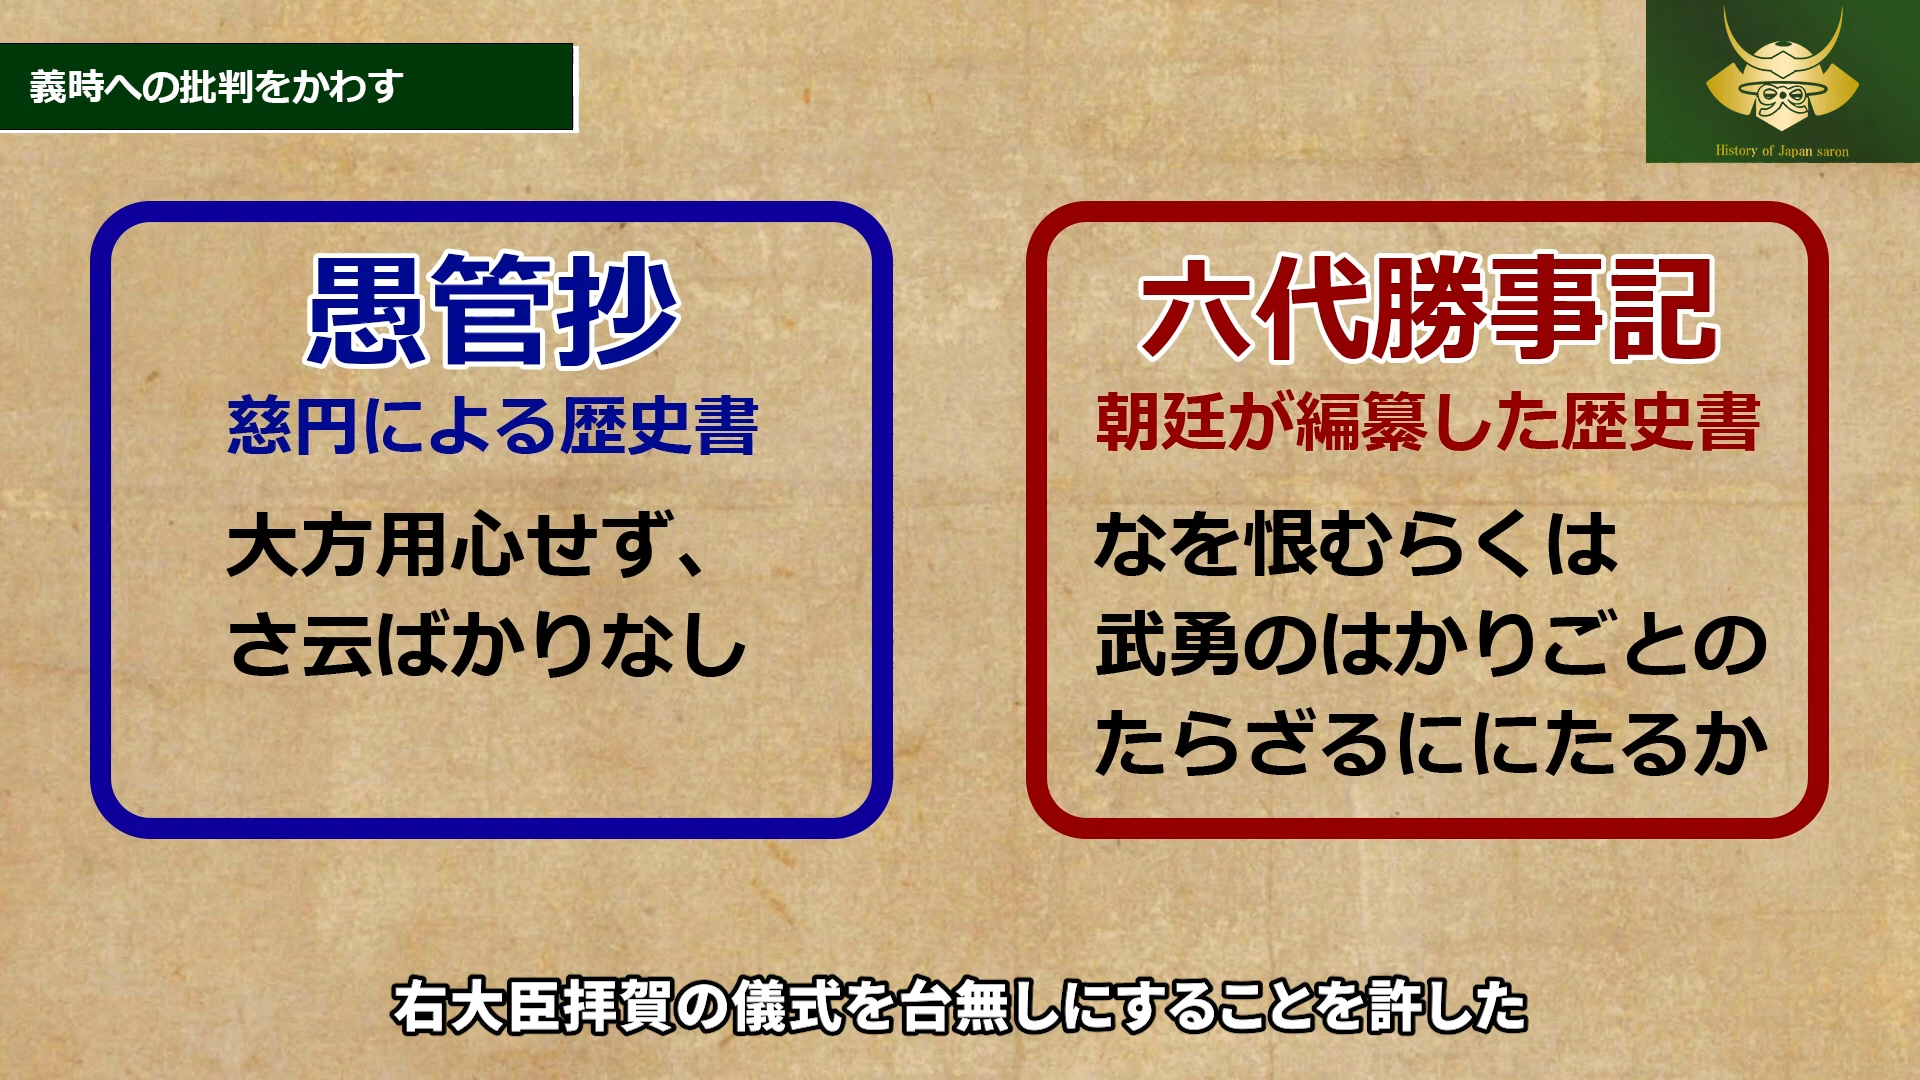 義時への批判をかわす
History of Japan saron
愚管抄
慈円による歴史書
大方用心せず、
さ云ばかりなし
六代勝事記
朝廷が編纂した歴史書
なを恨むらくは
武勇のはかりごとの
たらざるににたるか
右大臣拝賀の儀式を台無しにすることを許した